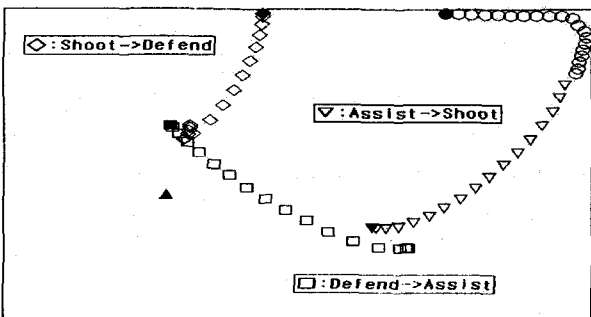 ◇:Shoot->Defend
▽:Assist->Shoot
□:Defend->Assist